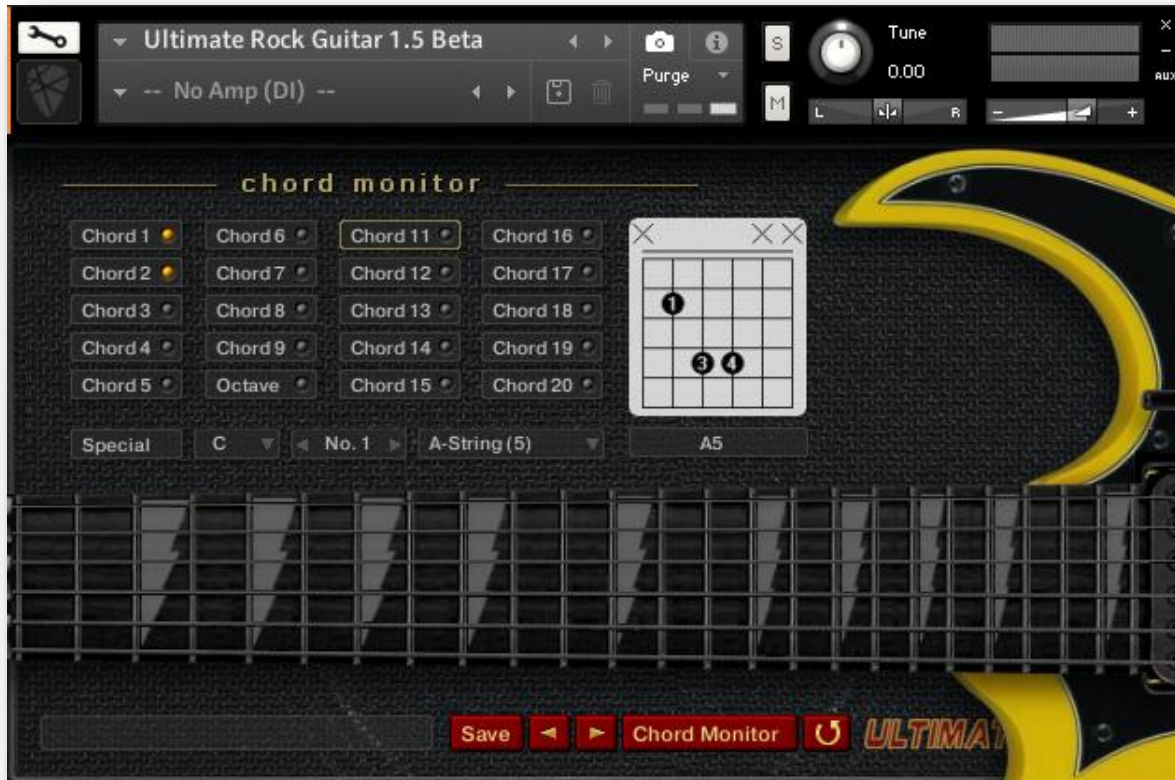 Ultimate Rock Guitar 1.5 Beta
-- No Amp (DI) --
Purge
S
M
Tune
0.00
L R
- +
×
-
AUX
chord monitor
Chord 1 Chord 6 Chord 11 Chord 16
Chord 2 Chord 7 Chord 12 Chord 17
Chord 3 Chord 8 Chord 13 Chord 18
Chord 4 Chord 9 Chord 14 Chord 19
Chord 5 Octave Chord 15 Chord 20
X X X
1
3 4
Special C No. 1 A-String (5) A5
Save Chord Monitor ULTIMAT